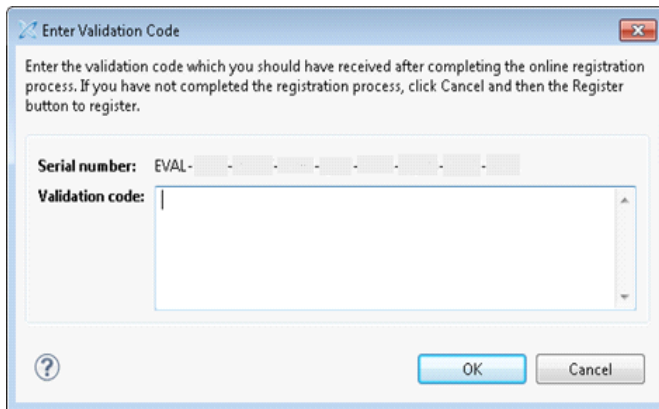 Enter Validation Code
Enter the validation code which you should have received after completing the online registration
process. If you have not completed the registration process, click Cancel and then the Register
button to register.
Serial number: EVAL- - - - - - - -
Validation code:
?
OK Cancel